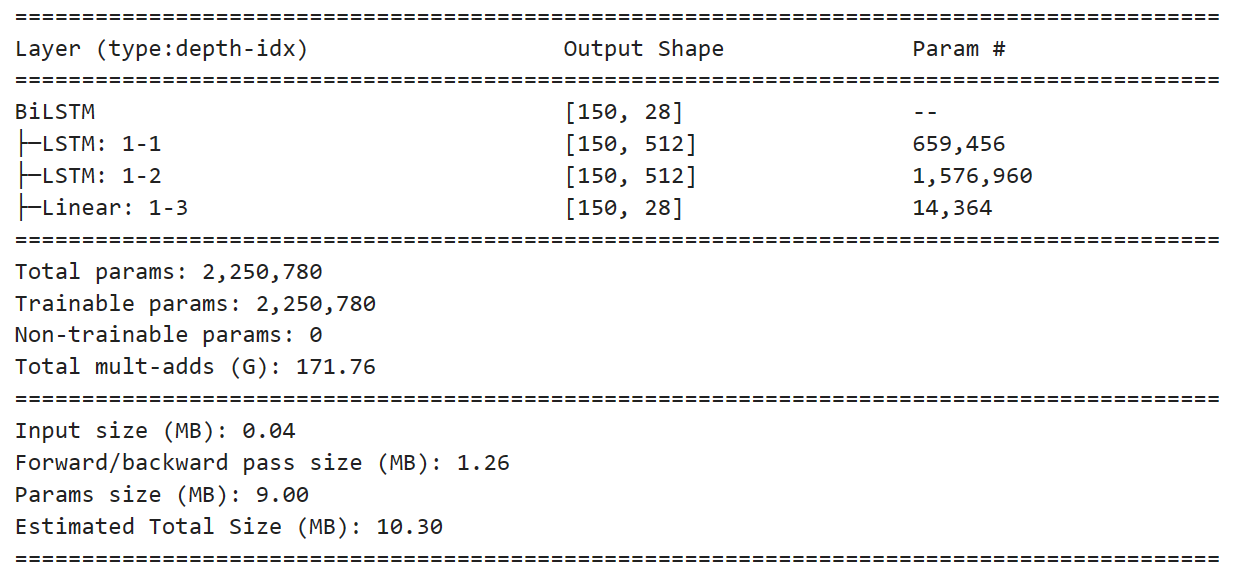 ==========================================================================================
Layer (type:depth-idx)                   Output Shape              Param #
==========================================================================================
BiLSTM                                   [150, 28]                 --
├─LSTM: 1-1                              [150, 512]                659,456
├─LSTM: 1-2                              [150, 512]                1,576,960
├─Linear: 1-3                            [150, 28]                 14,364
==========================================================================================
Total params: 2,250,780
Trainable params: 2,250,780
Non-trainable params: 0
Total mult-adds (G): 171.76
==========================================================================================
Input size (MB): 0.04
Forward/backward pass size (MB): 1.26
Params size (MB): 9.00
Estimated Total Size (MB): 10.30
==========================================================================================